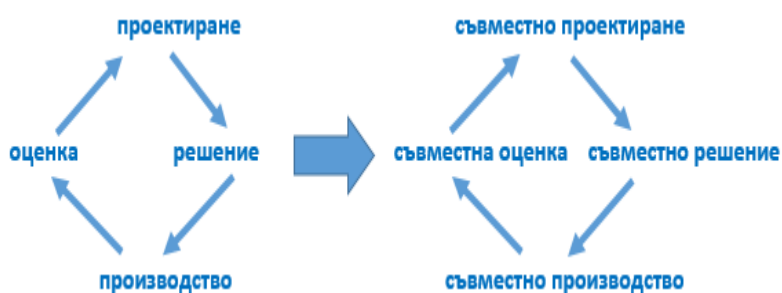 проектиране
съвместно проектиране
оценка
решение
съвместна оценка
съвместно решение
производство
съвместно производство